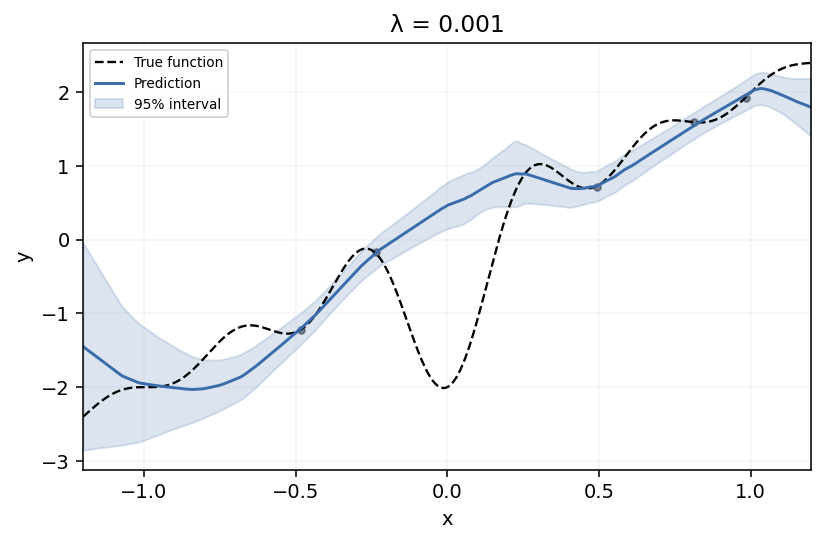 λ = 0.001
True function
Prediction
95% interval
y
2
1
0
−1
−2
−3
−1.0 −0.5 0.0 0.5 1.0
x